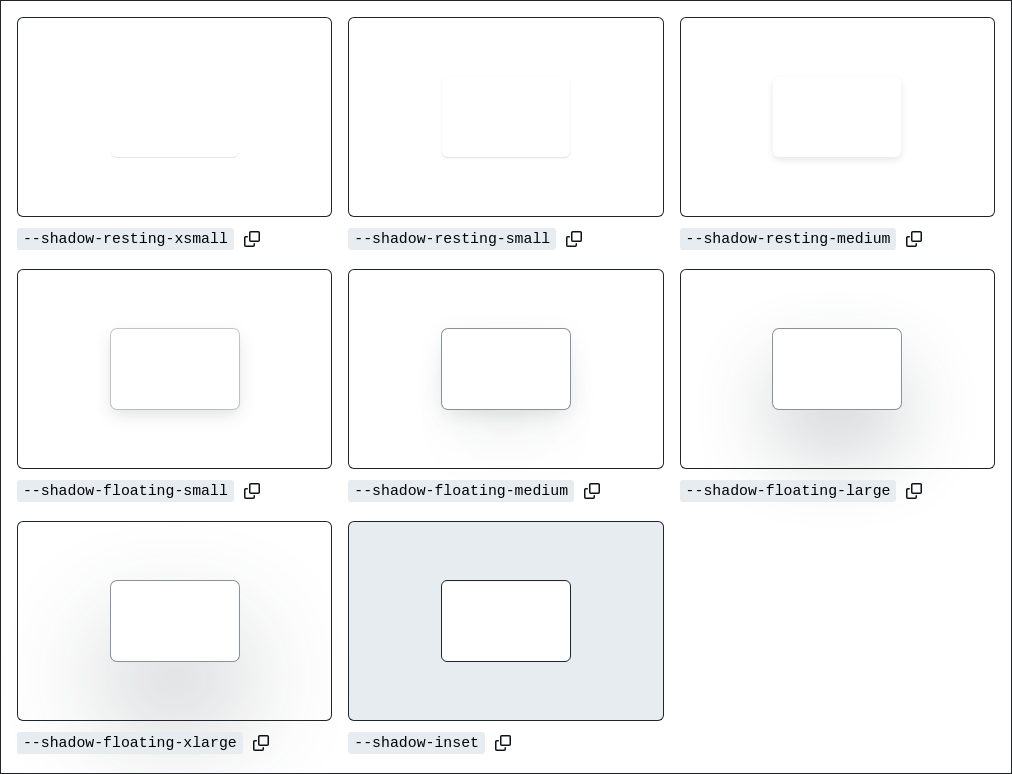 --shadow-resting-xsmall
--shadow-resting-small
--shadow-resting-medium
--shadow-floating-small
--shadow-floating-medium
--shadow-floating-large
--shadow-floating-xlarge
--shadow-inset